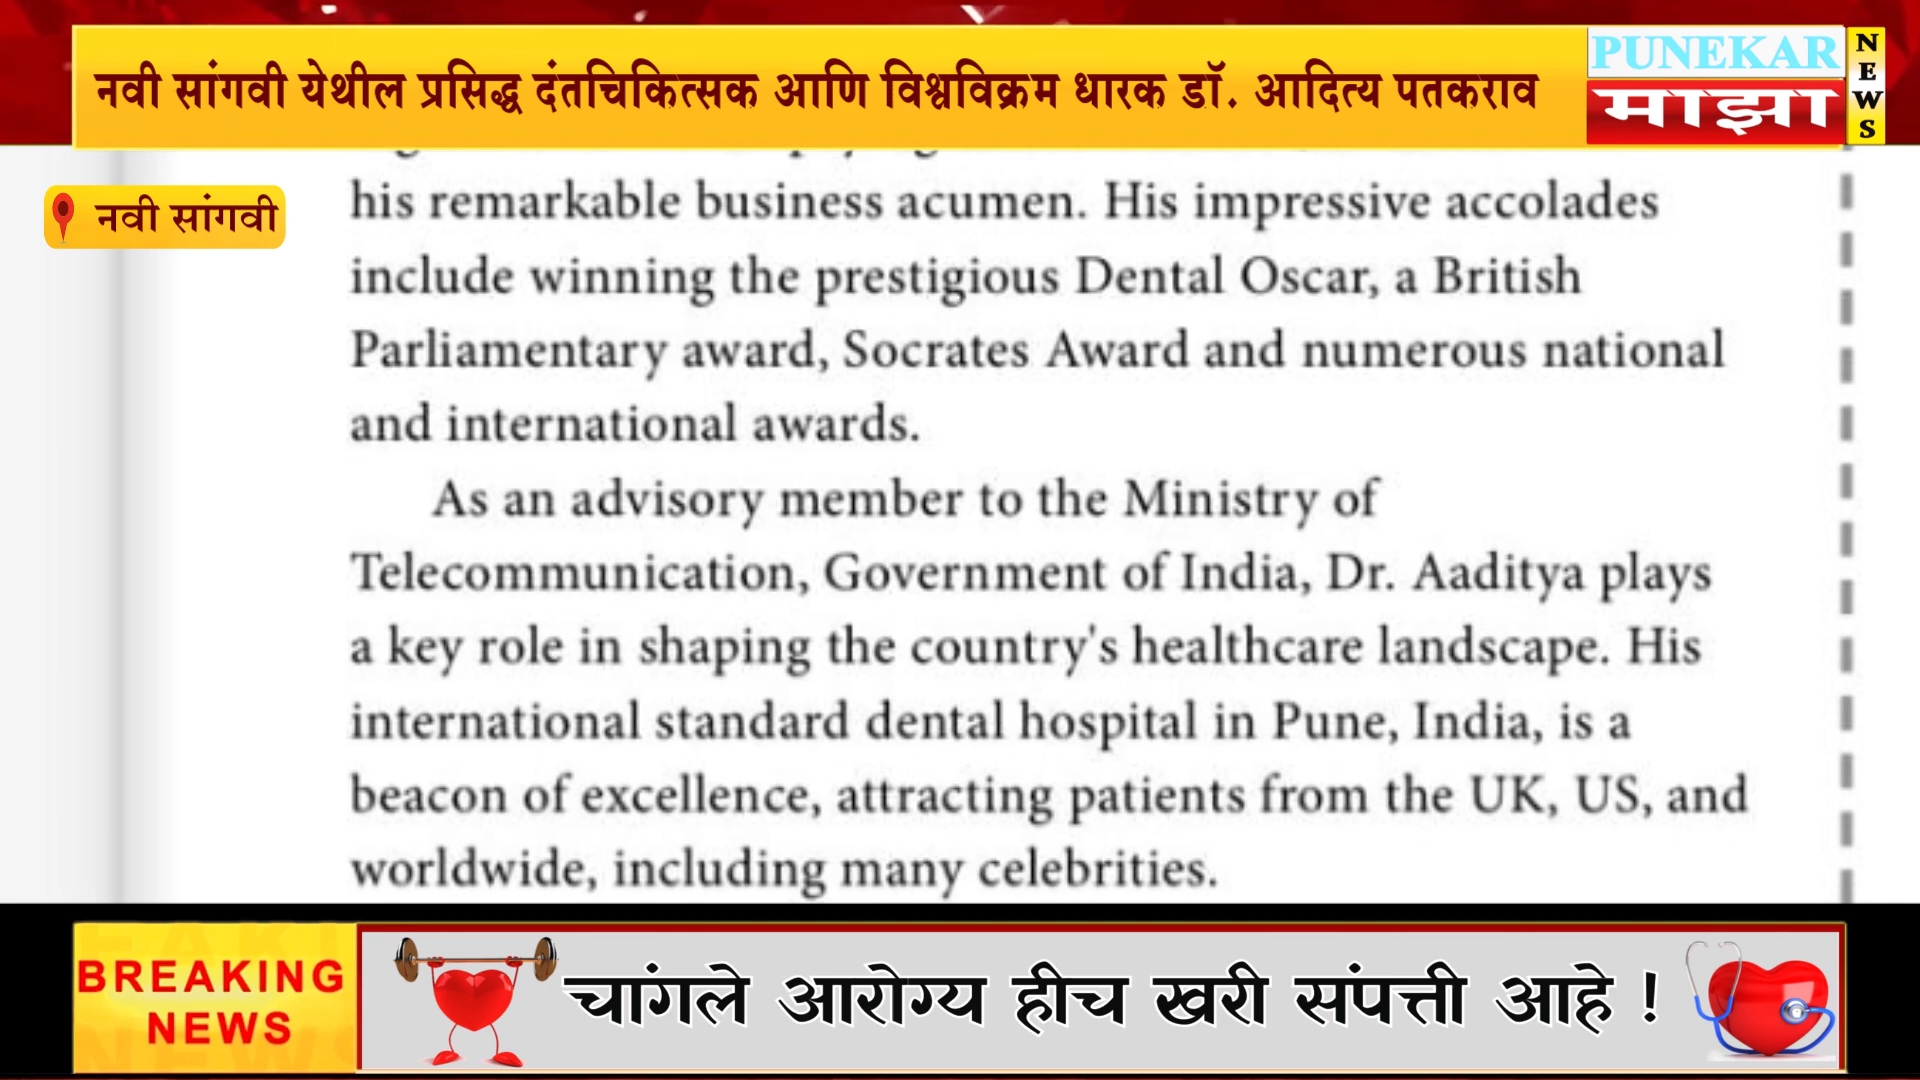 नवी सांगवी येथील प्रसिद्ध दंतचिकित्सक आणि विश्वविक्रम धारक डॉ. आदित्य पतकराव
PUNEKAR
माझा
NEWS
नवी सांगवी
his remarkable business acumen. His impressive accolades
include winning the prestigious Dental Oscar, a British
Parliamentary award, Socrates Award and numerous national
and international awards.
As an advisory member to the Ministry of
Telecommunication, Government of India, Dr. Aaditya plays
a key role in shaping the country's healthcare landscape. His
international standard dental hospital in Pune, India, is a
beacon of excellence, attracting patients from the UK, US, and
worldwide, including many celebrities.
BREAKING
NEWS
चांगले आरोग्य हीच खरी संपत्ती आहे !